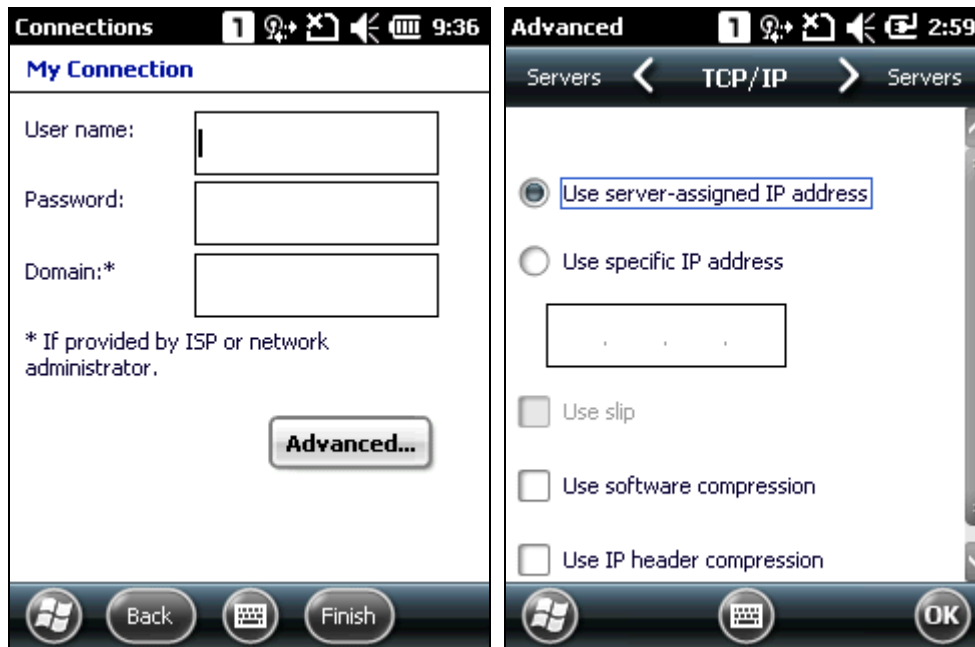 Connections 1 9:36
My Connection
User name:
Password:
Domain:*
* If provided by ISP or network
administrator.
Advanced...
Back Finish
Advanced 1 2:59
Servers TCP/IP Servers
Use server-assigned IP address
Use specific IP address
. . .
Use slip
Use software compression
Use IP header compression
OK